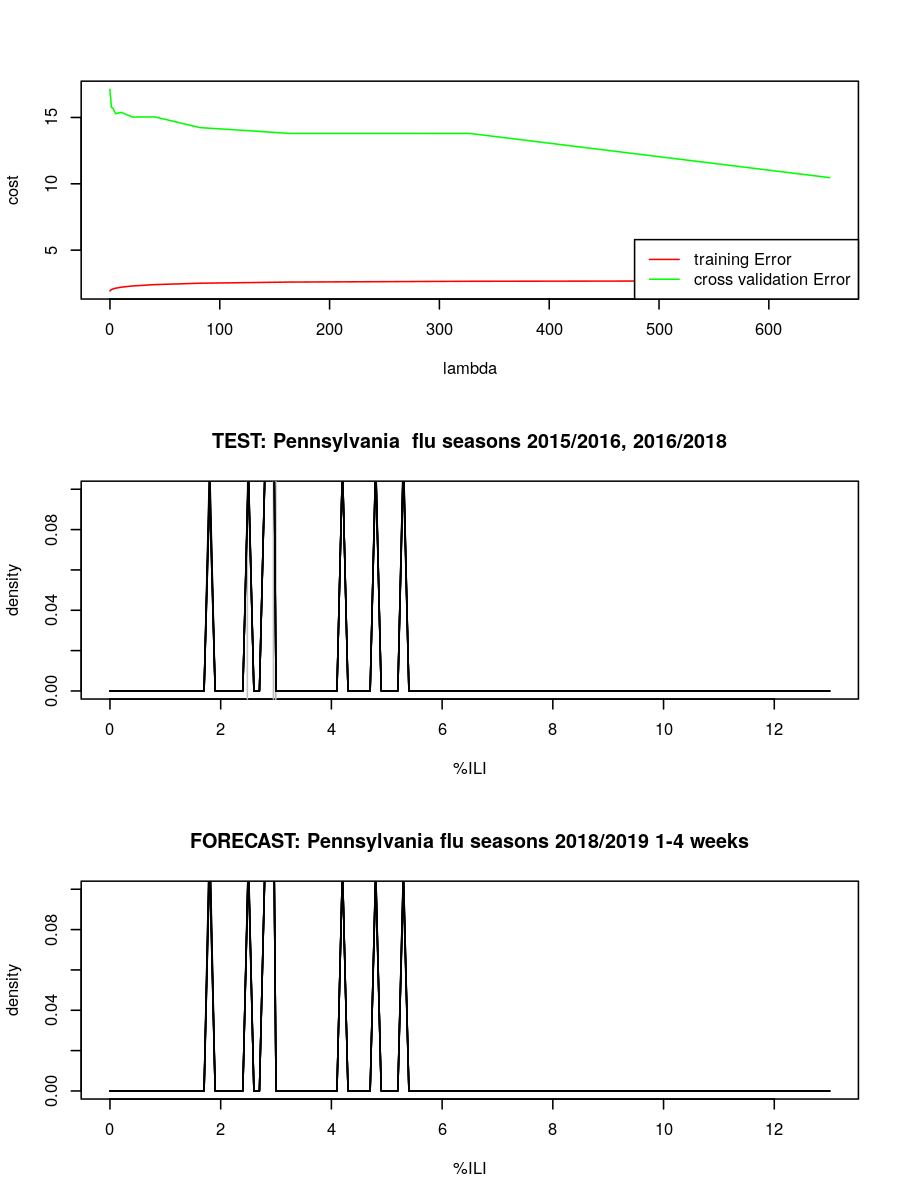 15
10
5
cost
training Error
cross validation Error
0 100 200 300 400 500 600
lambda
TEST: Pennsylvania  flu seasons 2015/2016, 2016/2018
0.08
0.04
0.00
density
0 2 4 6 8 10 12
%ILI
FORECAST: Pennsylvania flu seasons 2018/2019 1-4 weeks
0.08
0.04
0.00
density
0 2 4 6 8 10 12
%ILI